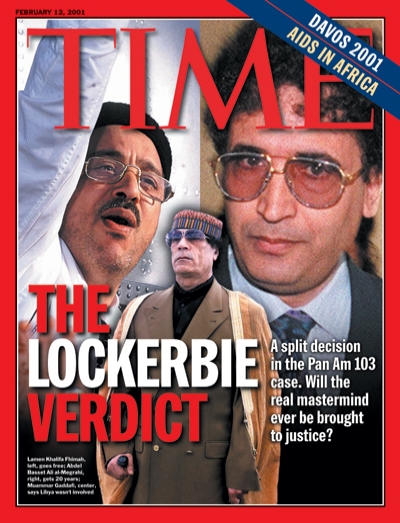 FEBRUARY 12, 2001
DAVOS 2001
AIDS IN AFRICA
TIME
THE
LOCKERBIE
VERDICT
A split decision
in the Pan Am 103
case. Will the
real mastermind
ever be brought
to justice?
Lamen Khalifa Fhimah,
left, goes free; Abdel
Basset Ali al-Megrahi,
right, gets 20 years;
Muammar Gaddafi, center,
says Libya wasn't involved